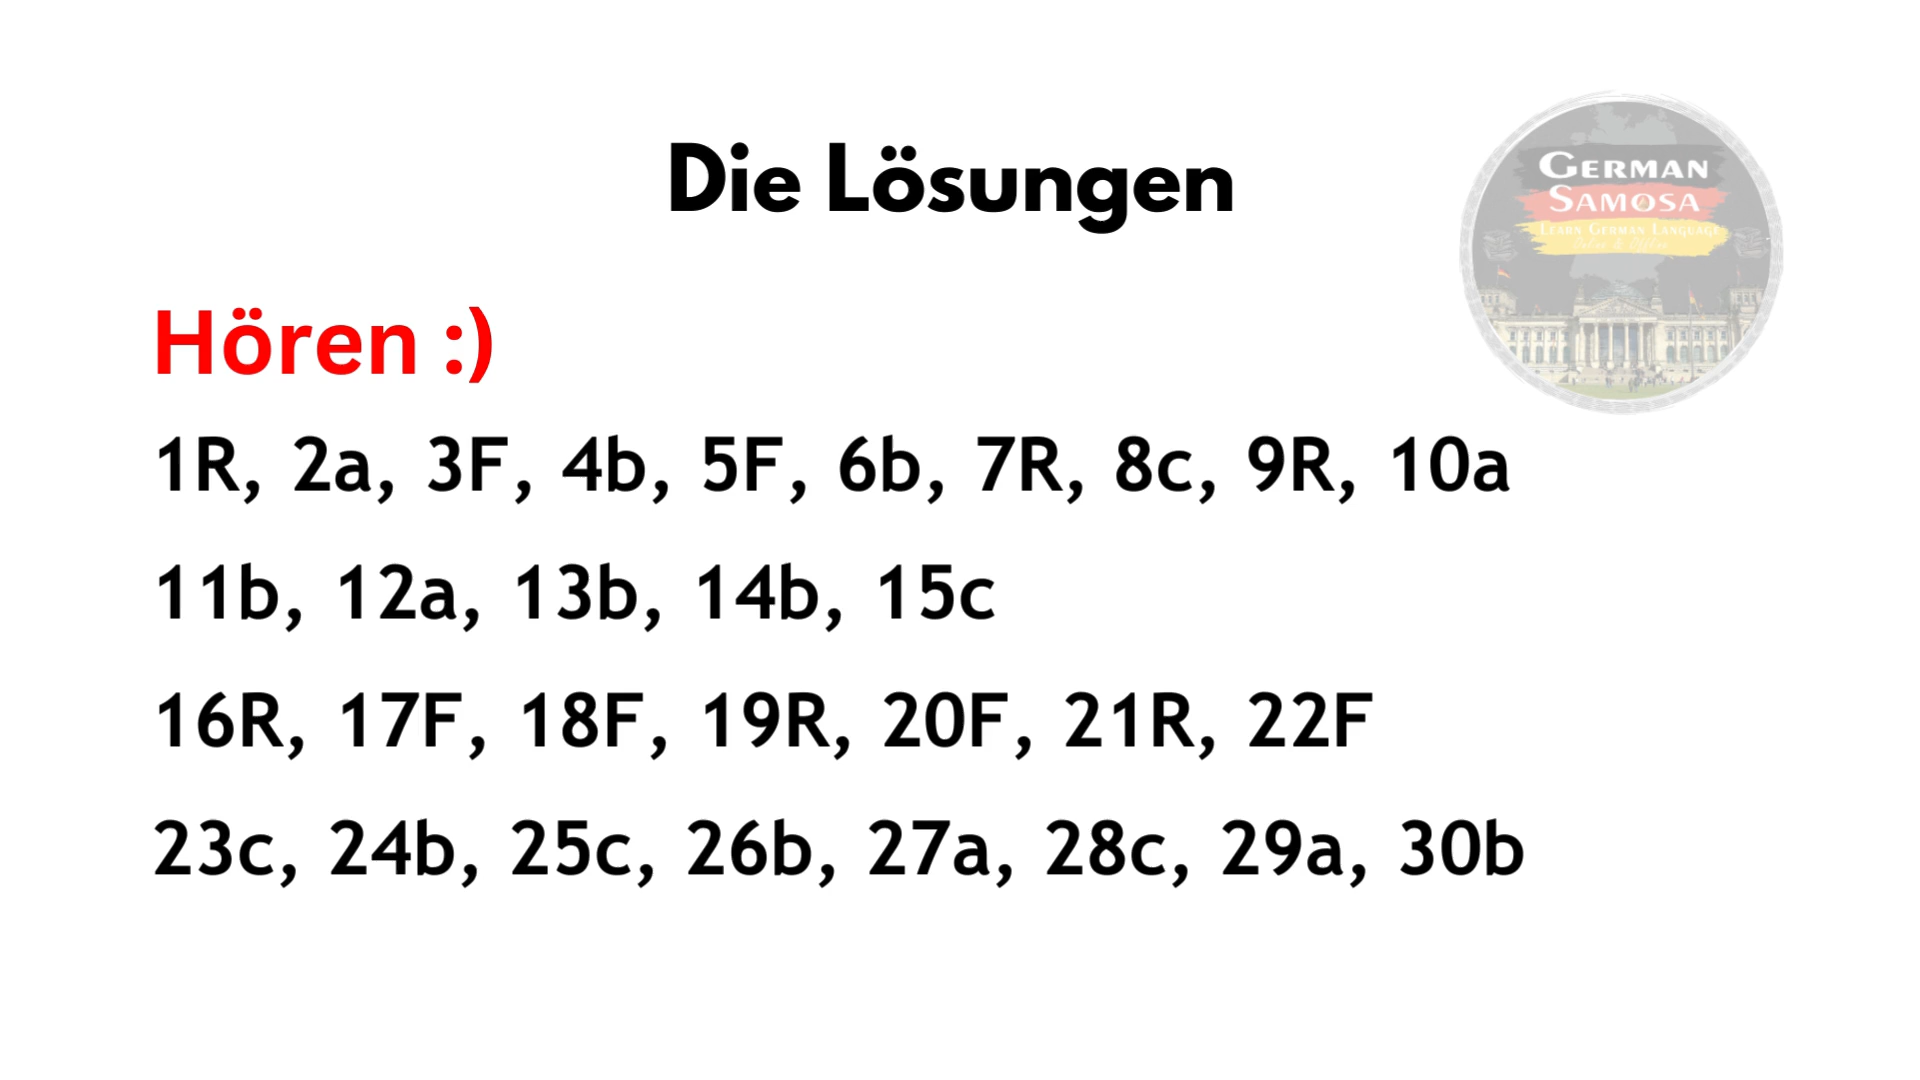 Die Lösungen
GERMAN
SAMOSA
LEARN GERMAN LANGUAGE
Hören :)
1R, 2a, 3F, 4b, 5F, 6b, 7R, 8c, 9R, 10a
11b, 12a, 13b, 14b, 15c
16R, 17F, 18F, 19R, 20F, 21R, 22F
23c, 24b, 25c, 26b, 27a, 28c, 29a, 30b